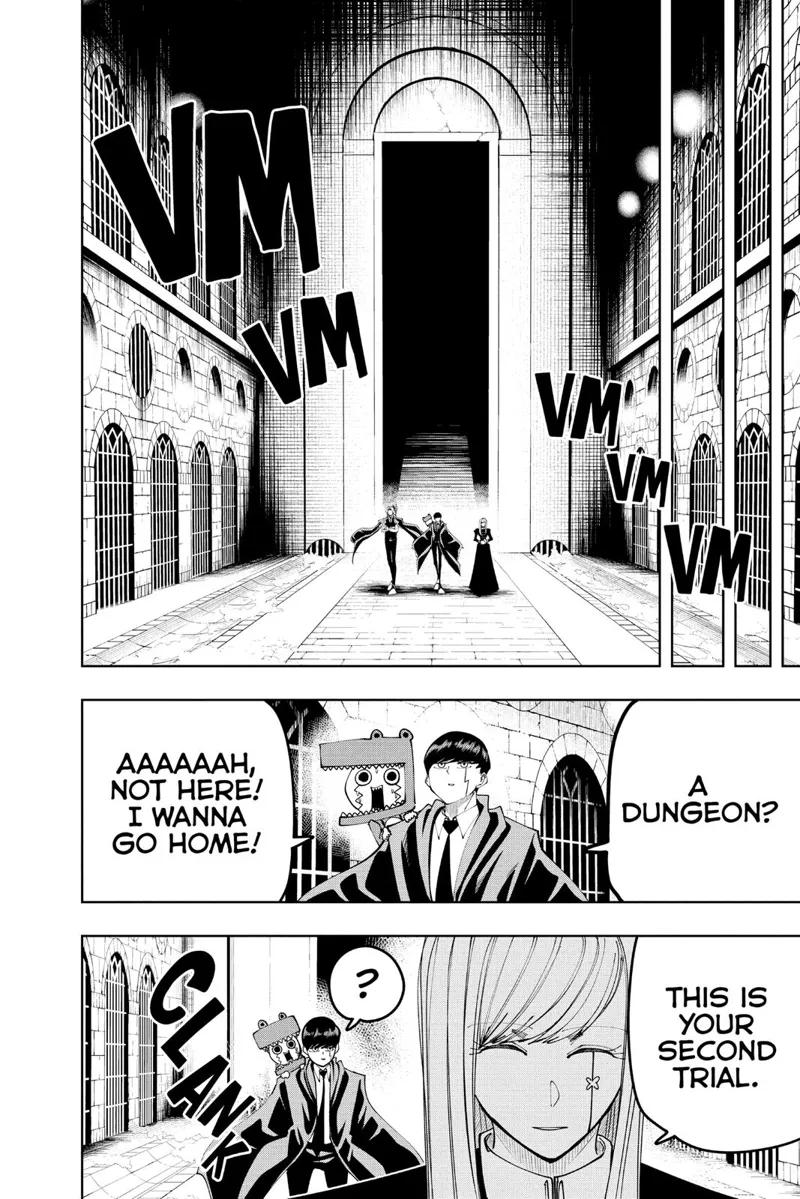 VM
VM
VM
VM
VM
A
DUNGEON?
AAAAAAH,
NOT HERE!
I WANNA
GO HOME!
THIS IS
YOUR
SECOND
TRIAL.
?
CLANK